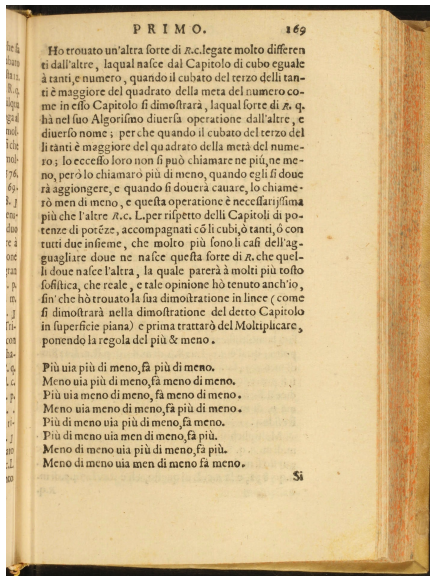 PRIMO. 169
Ho trouato un'altra sorte di R.c.legate molto differen
ti dall'altre, laqual nasce dal Capitolo di cubo eguale
à tanti,e numero, quando il cubato del terzo delli tan-
ti è maggiore del quadrato della meta del numero co-
me in esso Capitolo si dimostrarà, laqual sorte di R. q.
hà nel suo Algorismo diuersa operatione dall'altre, e
diuerso nome; perche quando il cubato del terzo del
li tanti è maggiore del quadrato della metà del nume-
ro; lo eccesso loro non si può chiamare ne più, ne me-
no, però lo chiamarò più di meno, quando egli si doue
rà aggiongere, e quando si douerà cauare, lo chiame-
rò men di meno, e questa operatione è necessarijssima
più che l'altre R.c. L.per rispetto delli Capitoli di po-
tenze di potēze, accompagnati cō li cubi,ò tanti,ò con
tutti due insieme, che molto più sono li casi dell'ag-
guagliare doue ne nasce questa sorte di R. che quel-
li doue nasce l'altra, la quale parerà à molti più tosto
sofistica, che reale, e tale opinione hò tenuto anch'io,
sin' che hò trouato la sua dimostratione in linee (come
si dimostrarà nella dimostratione del detto Capitolo
in superficie piana) e prima trattarò del Moltiplicare,
ponendo la regola del più & meno.
Più uia più di meno,fà più di meno.
Meno uia più di meno,fà meno di meno.
Più uia meno di meno, fà meno di meno.
Meno uia meno di meno,fà più di meno.
Più di meno uia più di meno,fà meno.
Più di meno uia men di meno,fà più.
Meno di meno uia più di meno,fà più.
Meno di meno uia men di meno fà meno.
Si